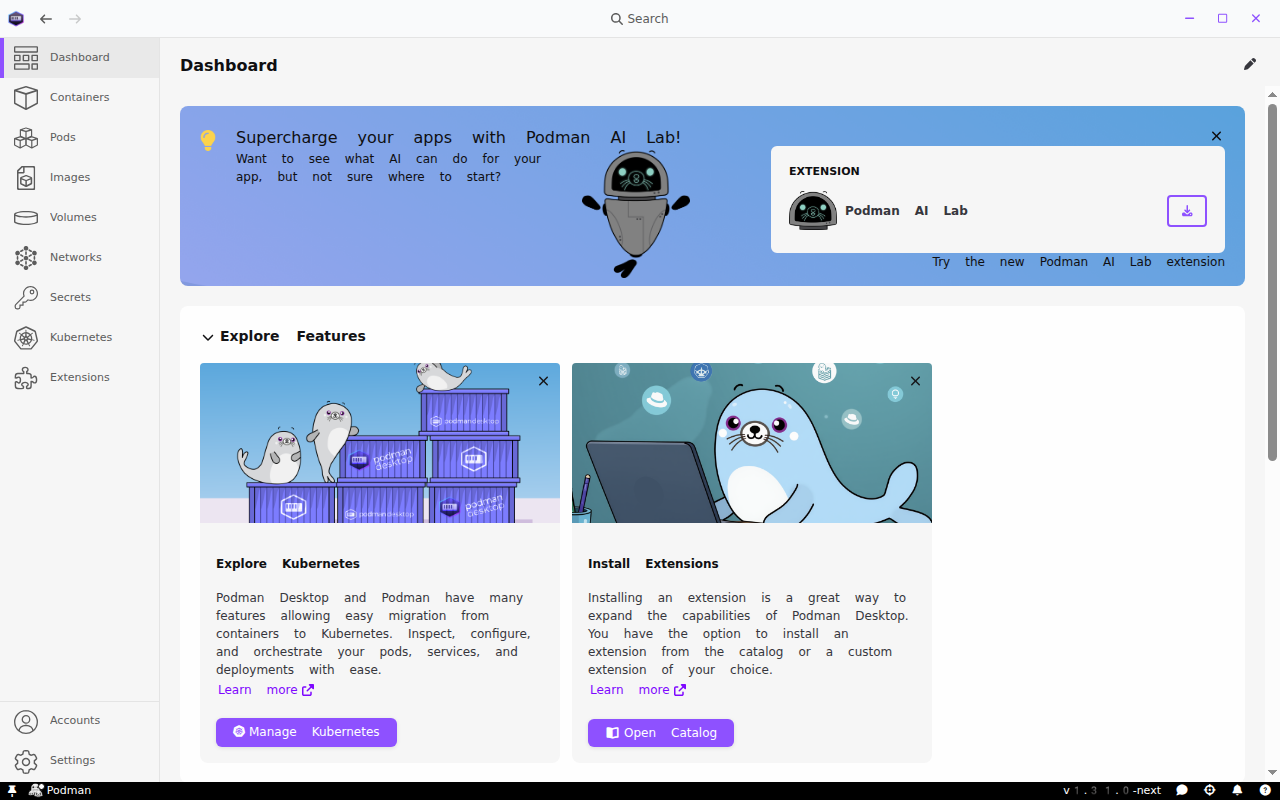 Search
Dashboard
Containers
Pods
Images
Volumes
Networks
Secrets
Kubernetes
Extensions
Accounts
Settings
Dashboard
Supercharge your apps with Podman AI Lab!
Want to see what AI can do for your
app, but not sure where to start?
EXTENSION
Podman AI Lab
Try the new Podman AI Lab extension
Explore Features
podmandesktop
podman
desktop
podmandesktop
podman
desktop
Explore Kubernetes
Podman Desktop and Podman have many
features allowing easy migration from
containers to Kubernetes. Inspect, configure,
and orchestrate your pods, services, and
deployments with ease.
Learn more
Manage Kubernetes
Install Extensions
Installing an extension is a great way to
expand the capabilities of Podman Desktop.
You have the option to install an
extension from the catalog or a custom
extension of your choice.
Learn more
Open Catalog
Podman
v1.31.0-next